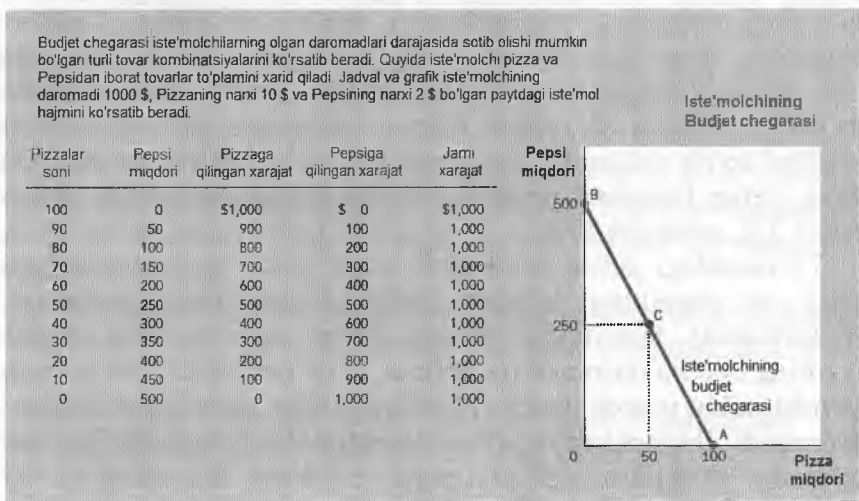 Budjet chegarasi iste'molchilarning olgan daromadlari darajasida sotib olishi mumkin
bo'lgan turli tovar kombinatsiyalarini ko'rsatib beradi. Quyida iste'molchi pizza va
Pepsidan iborat tovarlar to'plamini xarid qiladi. Jadval va grafik iste'molchining
daromadi 1000 $, Pizzaning narxi 10 $ va Pepsining narxi 2 $ bo'lgan paytdagi iste'mol
hajmini ko'rsatib beradi.
Pizzalar Pepsi Pizzaga Pepsiga Jami
soni miqdori qilingan xarajat qilingan xarajat xarajat
100 0 $1,000 $ 0 $1,000
90 50 900 100 1,000
80 100 800 200 1,000
70 150 700 300 1,000
60 200 600 400 1,000
50 250 500 500 1,000
40 300 400 600 1,000
30 350 300 700 1,000
20 400 200 800 1,000
10 450 100 900 1,000
0 500 0 1,000 1,000
Iste'molchining
Budjet chegarasi
Pepsi
miqdori
500 B
250 C
Iste'molchining
budjet
chegarasi
A
0 50 100
Pizza
miqdori